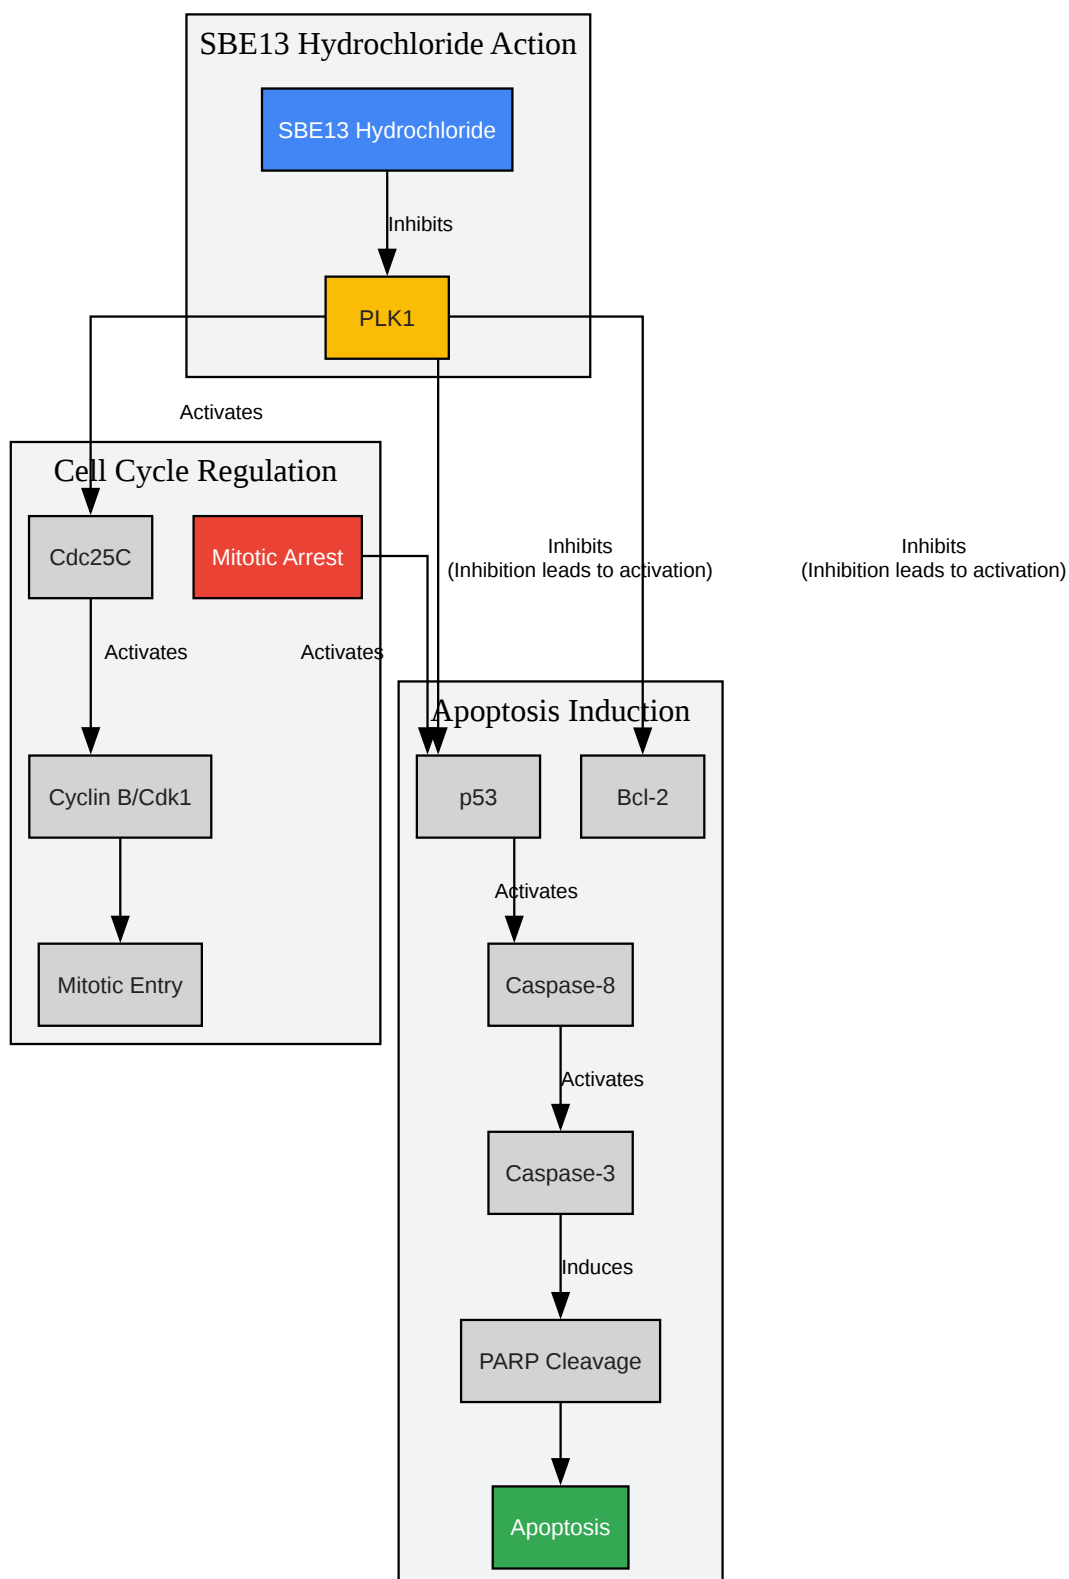 SBE13 Hydrochloride Action
SBE13 Hydrochloride
Inhibits
PLK1
Activates
Cell Cycle Regulation
Cdc25C
Mitotic Arrest
Inhibits
(Inhibition leads to activation)
Inhibits
(Inhibition leads to activation)
Activates
Activates
Apoptosis Induction
Cyclin B/Cdk1
p53
Bcl-2
Activates
Mitotic Entry
Caspase-8
Activates
Caspase-3
Induces
PARP Cleavage
Apoptosis